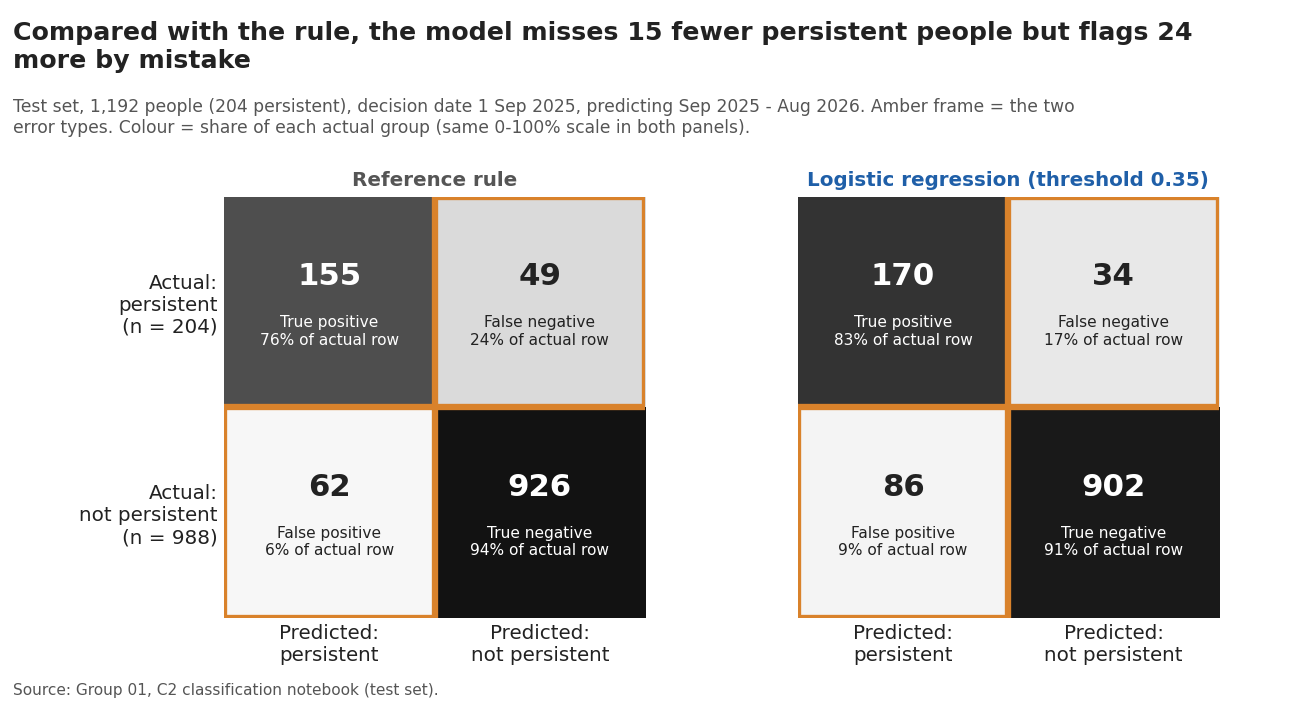 Compared with the rule, the model misses 15 fewer persistent people but flags 24
more by mistake
Test set, 1,192 people (204 persistent), decision date 1 Sep 2025, predicting Sep 2025 - Aug 2026. Amber frame = the two
error types. Colour = share of each actual group (same 0-100% scale in both panels).
Reference rule
Actual:
persistent
(n = 204)
155
True positive
76% of actual row
49
False negative
24% of actual row
Actual:
not persistent
(n = 988)
62
False positive
6% of actual row
926
True negative
94% of actual row
Predicted:
persistent
Predicted:
not persistent
Logistic regression (threshold 0.35)
170
True positive
83% of actual row
34
False negative
17% of actual row
86
False positive
9% of actual row
902
True negative
91% of actual row
Predicted:
persistent
Predicted:
not persistent
Source: Group 01, C2 classification notebook (test set).